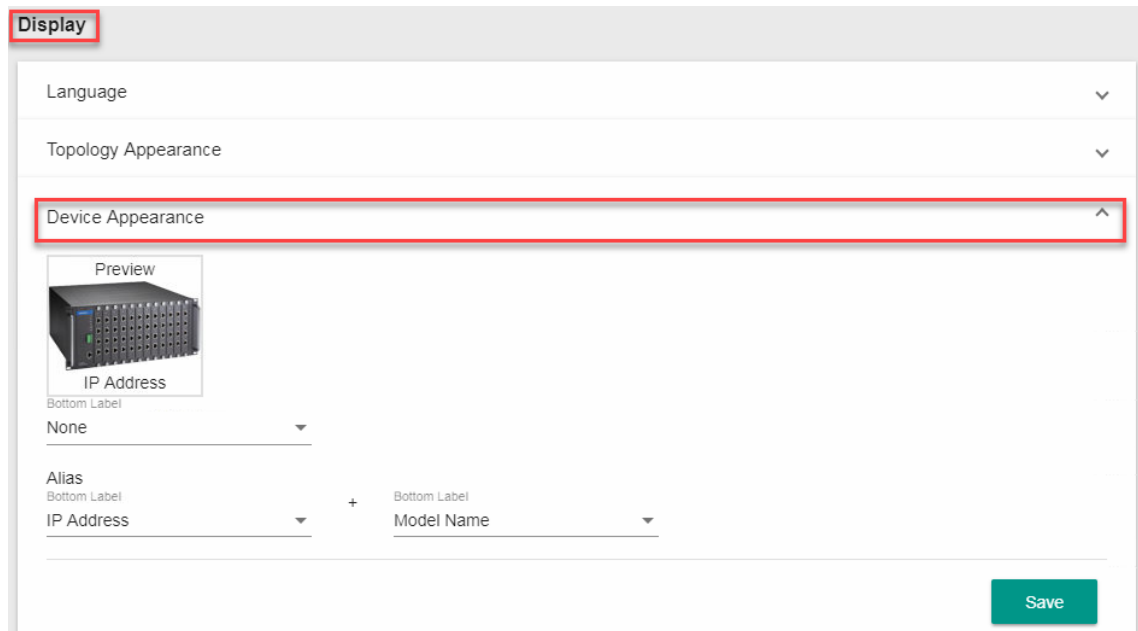 Display
Language
Topology Appearance
Device Appearance
Preview
IP Address
Bottom Label
None
Alias
Bottom Label
IP Address
+
Bottom Label
Model Name
Save